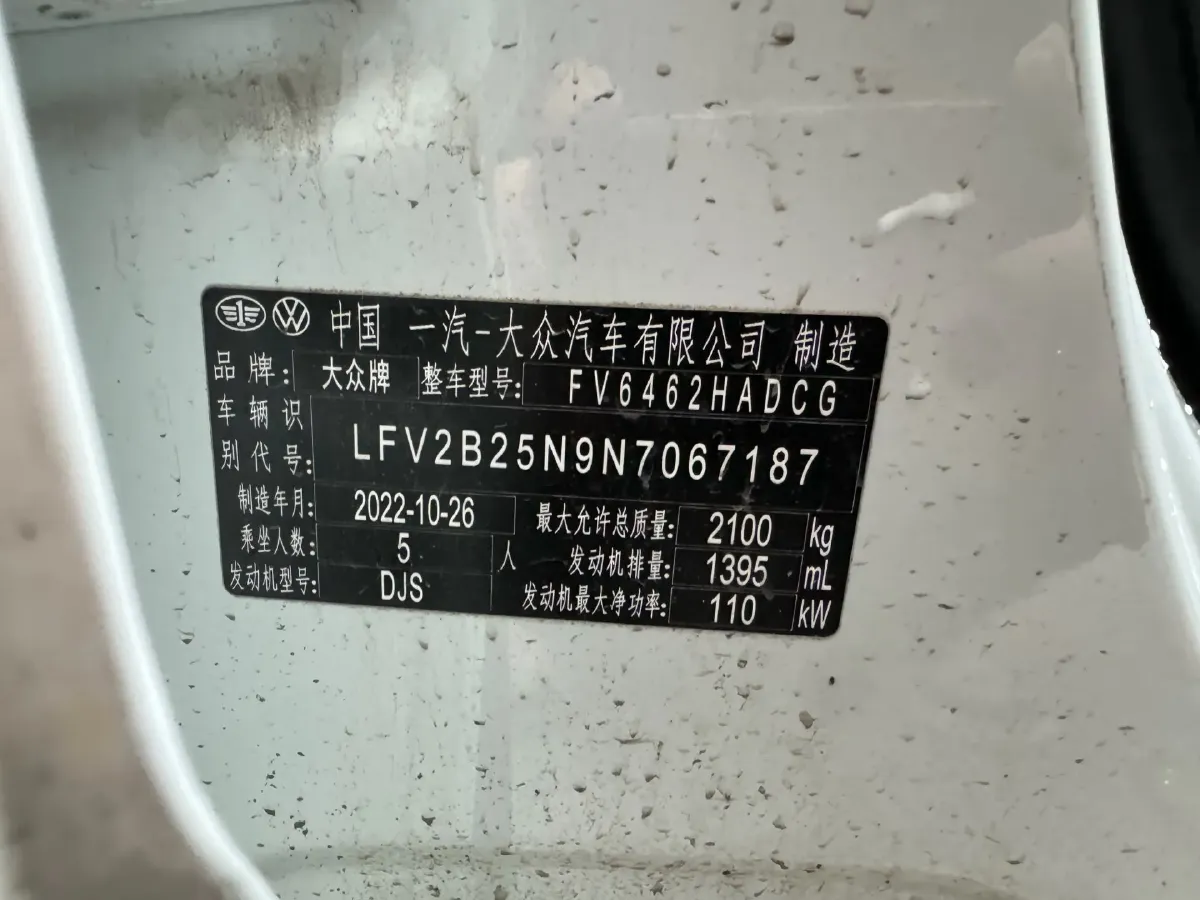 中国 一汽-大众汽车有限公司 制造
品牌: 大众牌 整车型号: FV6462HADCG
车辆识别代号: LFV2B25N9N7067187
制造年月: 2022-10-26 最大允许总质量: 2100 kg
乘坐人数: 5 人 发动机排量: 1395 mL
发动机型号: DJS 发动机最大净功率: 110 kW